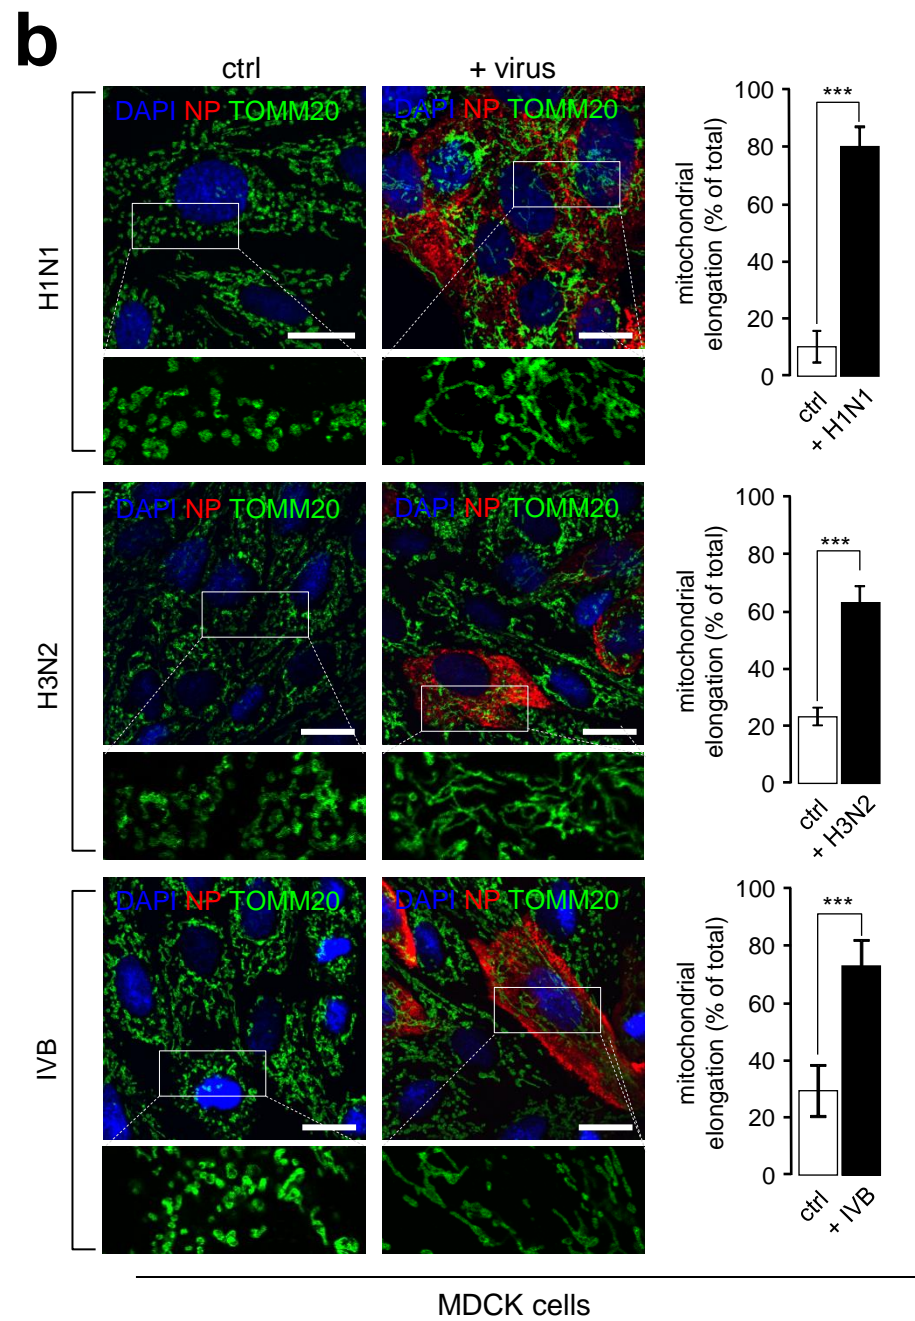 b
ctrl
+ virus
H1N1
DAPI NP TOMM20
DAPI NP TOMM20
mitochondrial
elongation (% of total)
100
80
60
40
20
0
***
ctrl
+ H1N1
H3N2
DAPI NP TOMM20
DAPI NP TOMM20
mitochondrial
elongation (% of total)
100
80
60
40
20
0
***
ctrl
+ H3N2
IVB
DAPI NP TOMM20
DAPI NP TOMM20
mitochondrial
elongation (% of total)
100
80
60
40
20
0
***
ctrl
+ IVB
MDCK cells